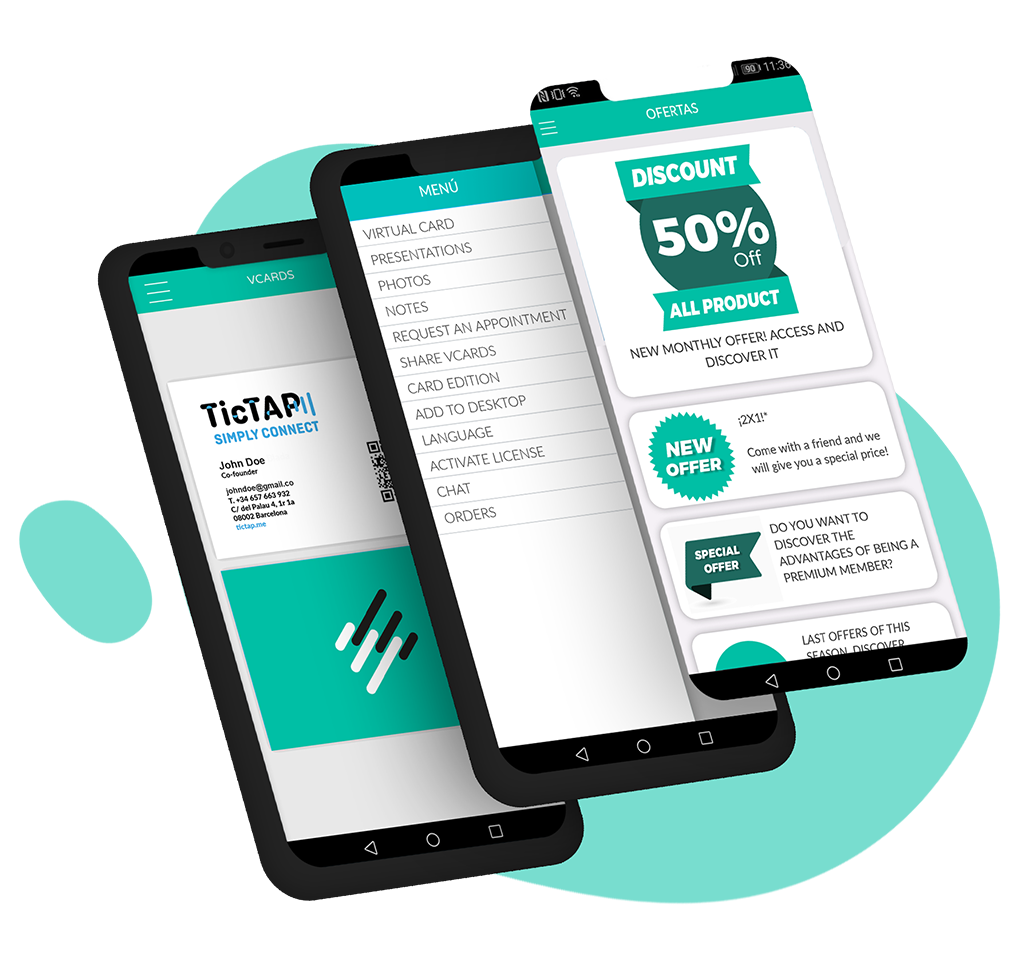 VCARDS
TicTAP
SIMPLY CONNECT
John Doe
Co-founder
johndoe@gmail.co
T. +34 657 663 932
C/ del Palau 4, 1r 1a
08002 Barcelona
tictap.me
MENÚ
VIRTUAL CARD
PRESENTATIONS
PHOTOS
NOTES
REQUEST AN APPOINTMENT
SHARE VCARDS
CARD EDITION
ADD TO DESKTOP
LANGUAGE
ACTIVATE LICENSE
CHAT
ORDERS
90 11:36
OFERTAS
DISCOUNT
50%
Off
ALL PRODUCT
NEW MONTHLY OFFER! ACCESS AND
DISCOVER IT
NEW
OFFER
¡2X1!*
Come with a friend and we
will give you a special price!
SPECIAL
OFFER
DO YOU WANT TO
DISCOVER THE
ADVANTAGES OF BEING A
PREMIUM MEMBER?
LAST OFFERS OF THIS
SEASON. DISCOVER